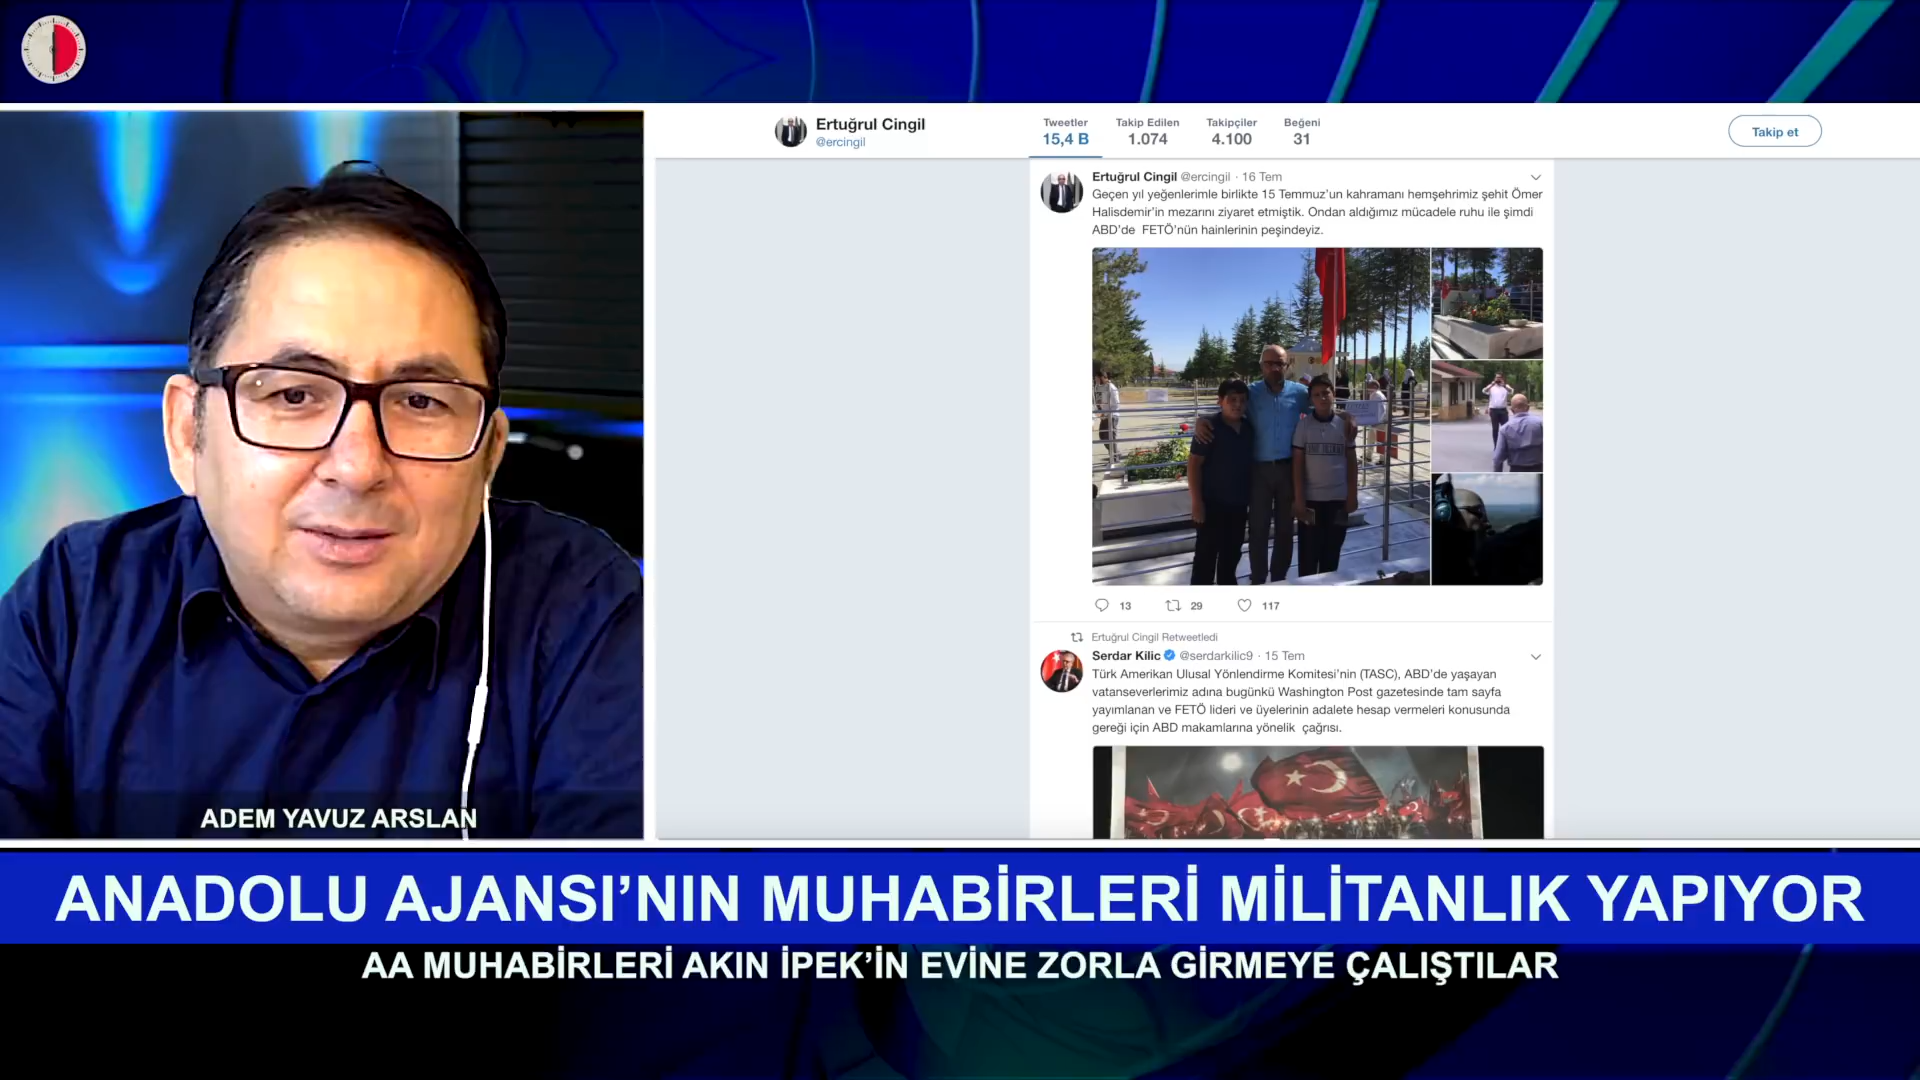 Ertuğrul Cingil
@ercingil
Tweetler
15,4 B
Takip Edilen
1.074
Takipçiler
4.100
Beğeni
31
Takip et
Ertuğrul Cingil @ercingil · 16 Tem
Geçen yıl yeğenlerimle birlikte 15 Temmuz'un kahramanı hemşehrimiz şehit Ömer
Halisdemir'in mezarını ziyaret etmiştik. Ondan aldığımız mücadele ruhu ile şimdi
ABD'de FETÖ'nün hainlerinin peşindeyiz.
13 29 117
Ertuğrul Cingil Retweetledi
Serdar Kilic @serdarkilic9 · 15 Tem
Türk Amerikan Ulusal Yönlendirme Komitesi'nin (TASC), ABD'de yaşayan
vatanseverlerimiz adına bugünkü Washington Post gazetesinde tam sayfa
yayımlanan ve FETÖ lideri ve üyelerinin adalete hesap vermeleri konusunda
gereği için ABD makamlarına yönelik çağrısı.
ADEM YAVUZ ARSLAN
ANADOLU AJANSI’NIN MUHABİRLERİ MİLİTANLIK YAPIYOR
AA MUHABİRLERİ AKIN İPEK’İN EVİNE ZORLA GİRMEYE ÇALIŞTILAR